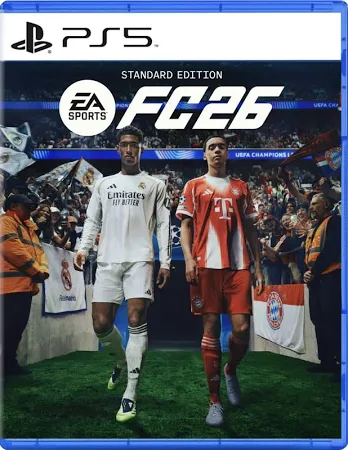 PS5
STANDARD EDITION
EA SPORTS FC26
UEFA CHAMPIONS L
Emirates
FLY BETTER
T